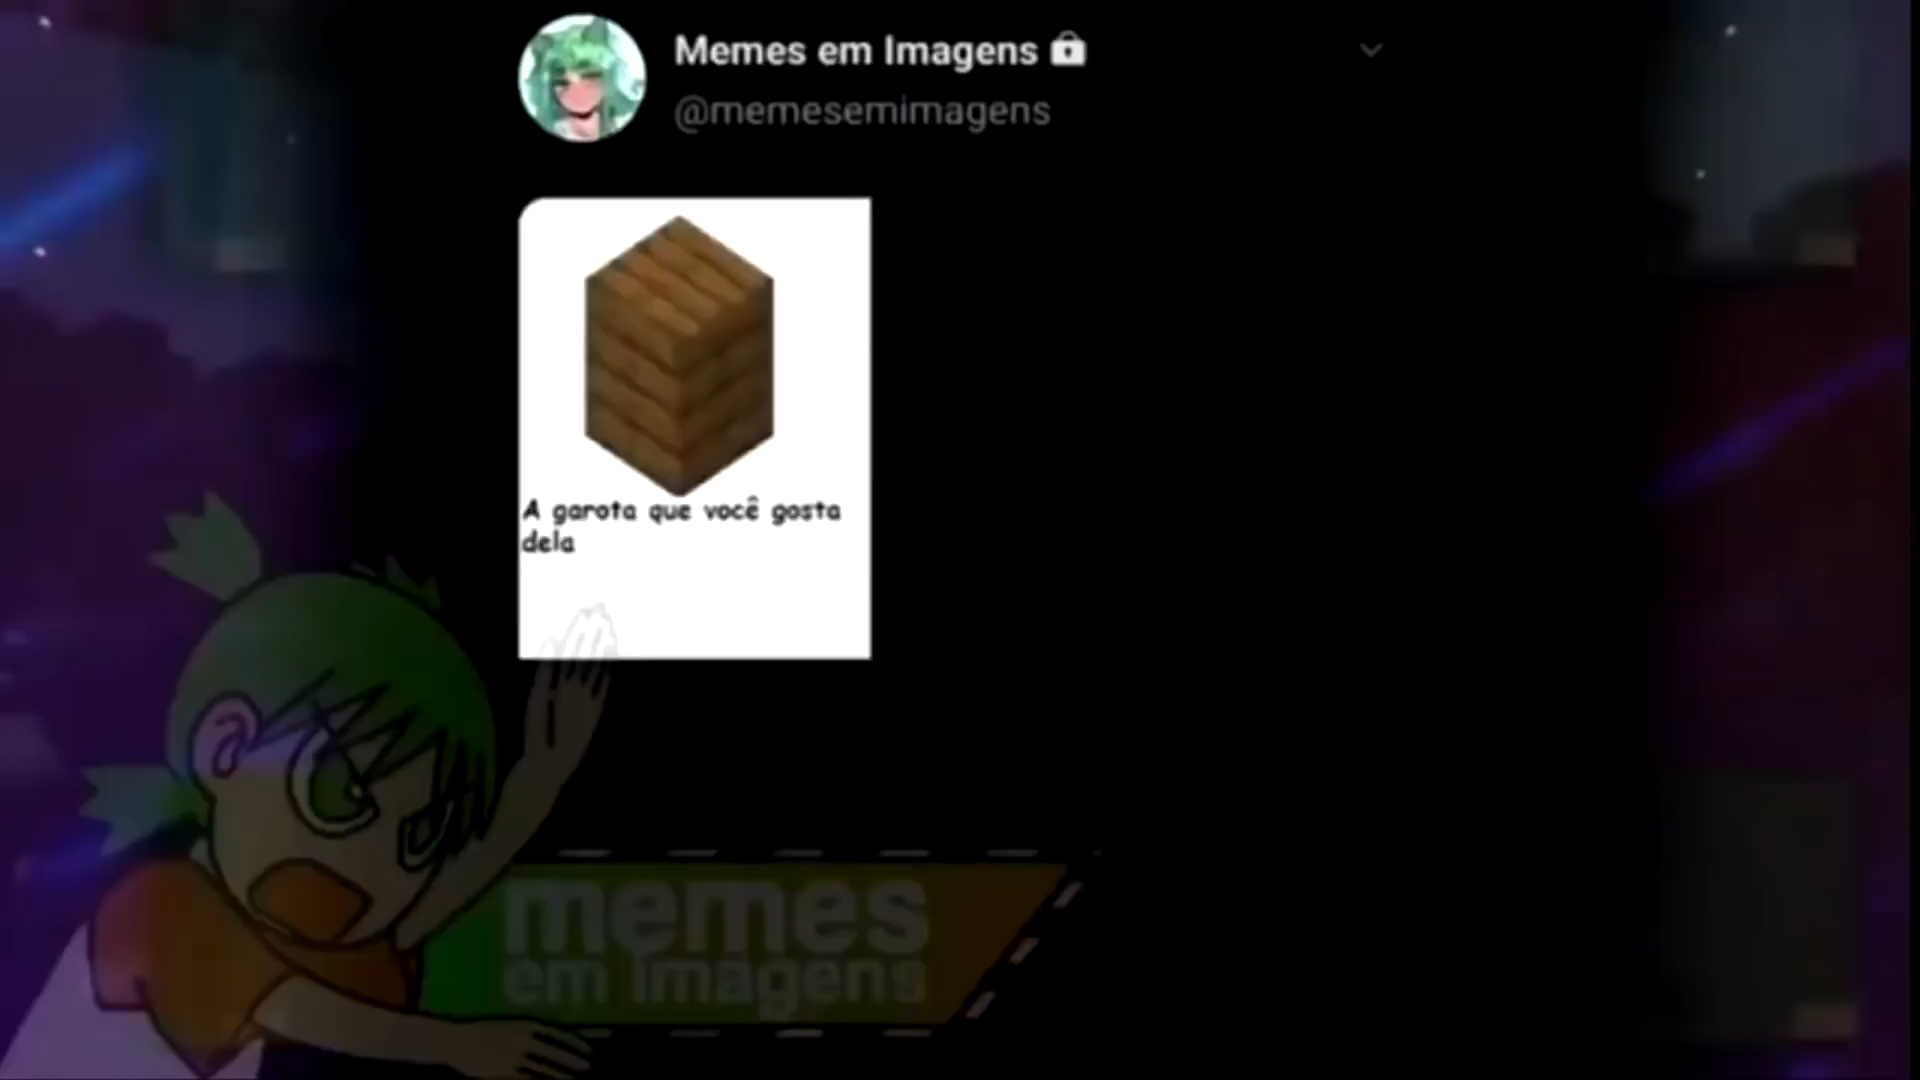 Memes em Imagens
@memesemimagens
A garota que você gosta
dela
memes
em imagens